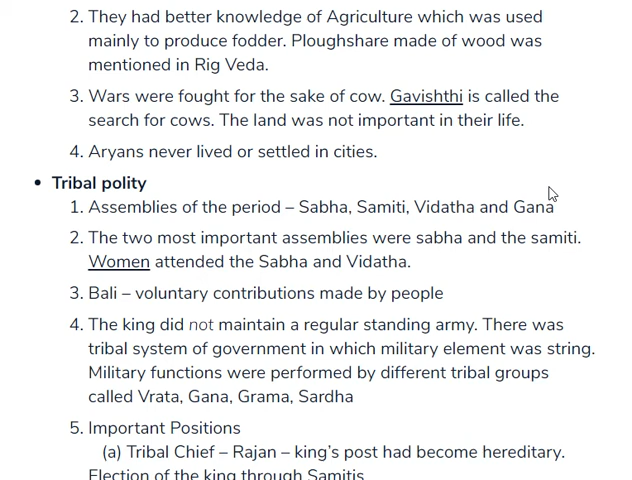 2. They had better knowledge of Agriculture which was used
mainly to produce fodder. Ploughshare made of wood was
mentioned in Rig Veda.
3. Wars were fought for the sake of cow. Gavishthi is called the
search for cows. The land was not important in their life.
4. Aryans never lived or settled in cities.
• Tribal polity
1. Assemblies of the period – Sabha, Samiti, Vidatha and Gana
2. The two most important assemblies were sabha and the samiti.
Women attended the Sabha and Vidatha.
3. Bali – voluntary contributions made by people
4. The king did not maintain a regular standing army. There was
tribal system of government in which military element was string.
Military functions were performed by different tribal groups
called Vrata, Gana, Grama, Sardha
5. Important Positions
(a) Tribal Chief – Rajan – king's post had become hereditary.
Election of the king through Samitis